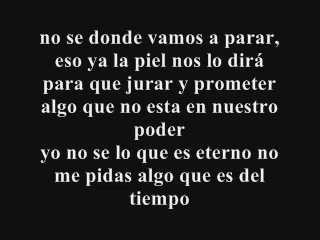 no se donde vamos a parar,
eso ya la piel nos lo dirá
para que jurar y prometer
algo que no esta en nuestro
poder
yo no se lo que es eterno no
me pidas algo que es del
tiempo